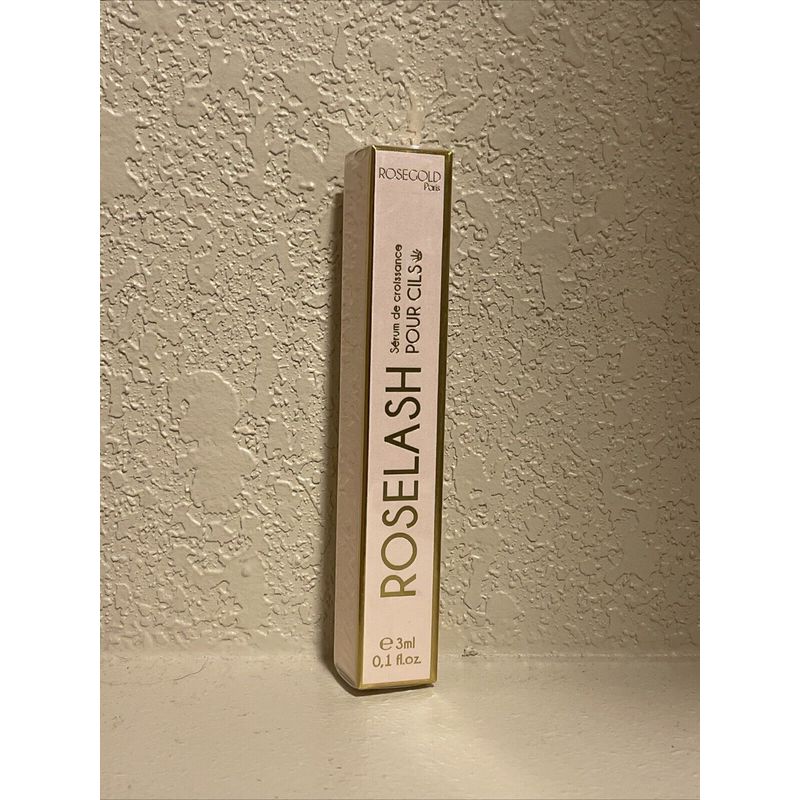 ROSEGOLD
Paris
ROSELASH
Sérum de croissance
POUR CILS
℮ 3ml
0,1 fl.oz.